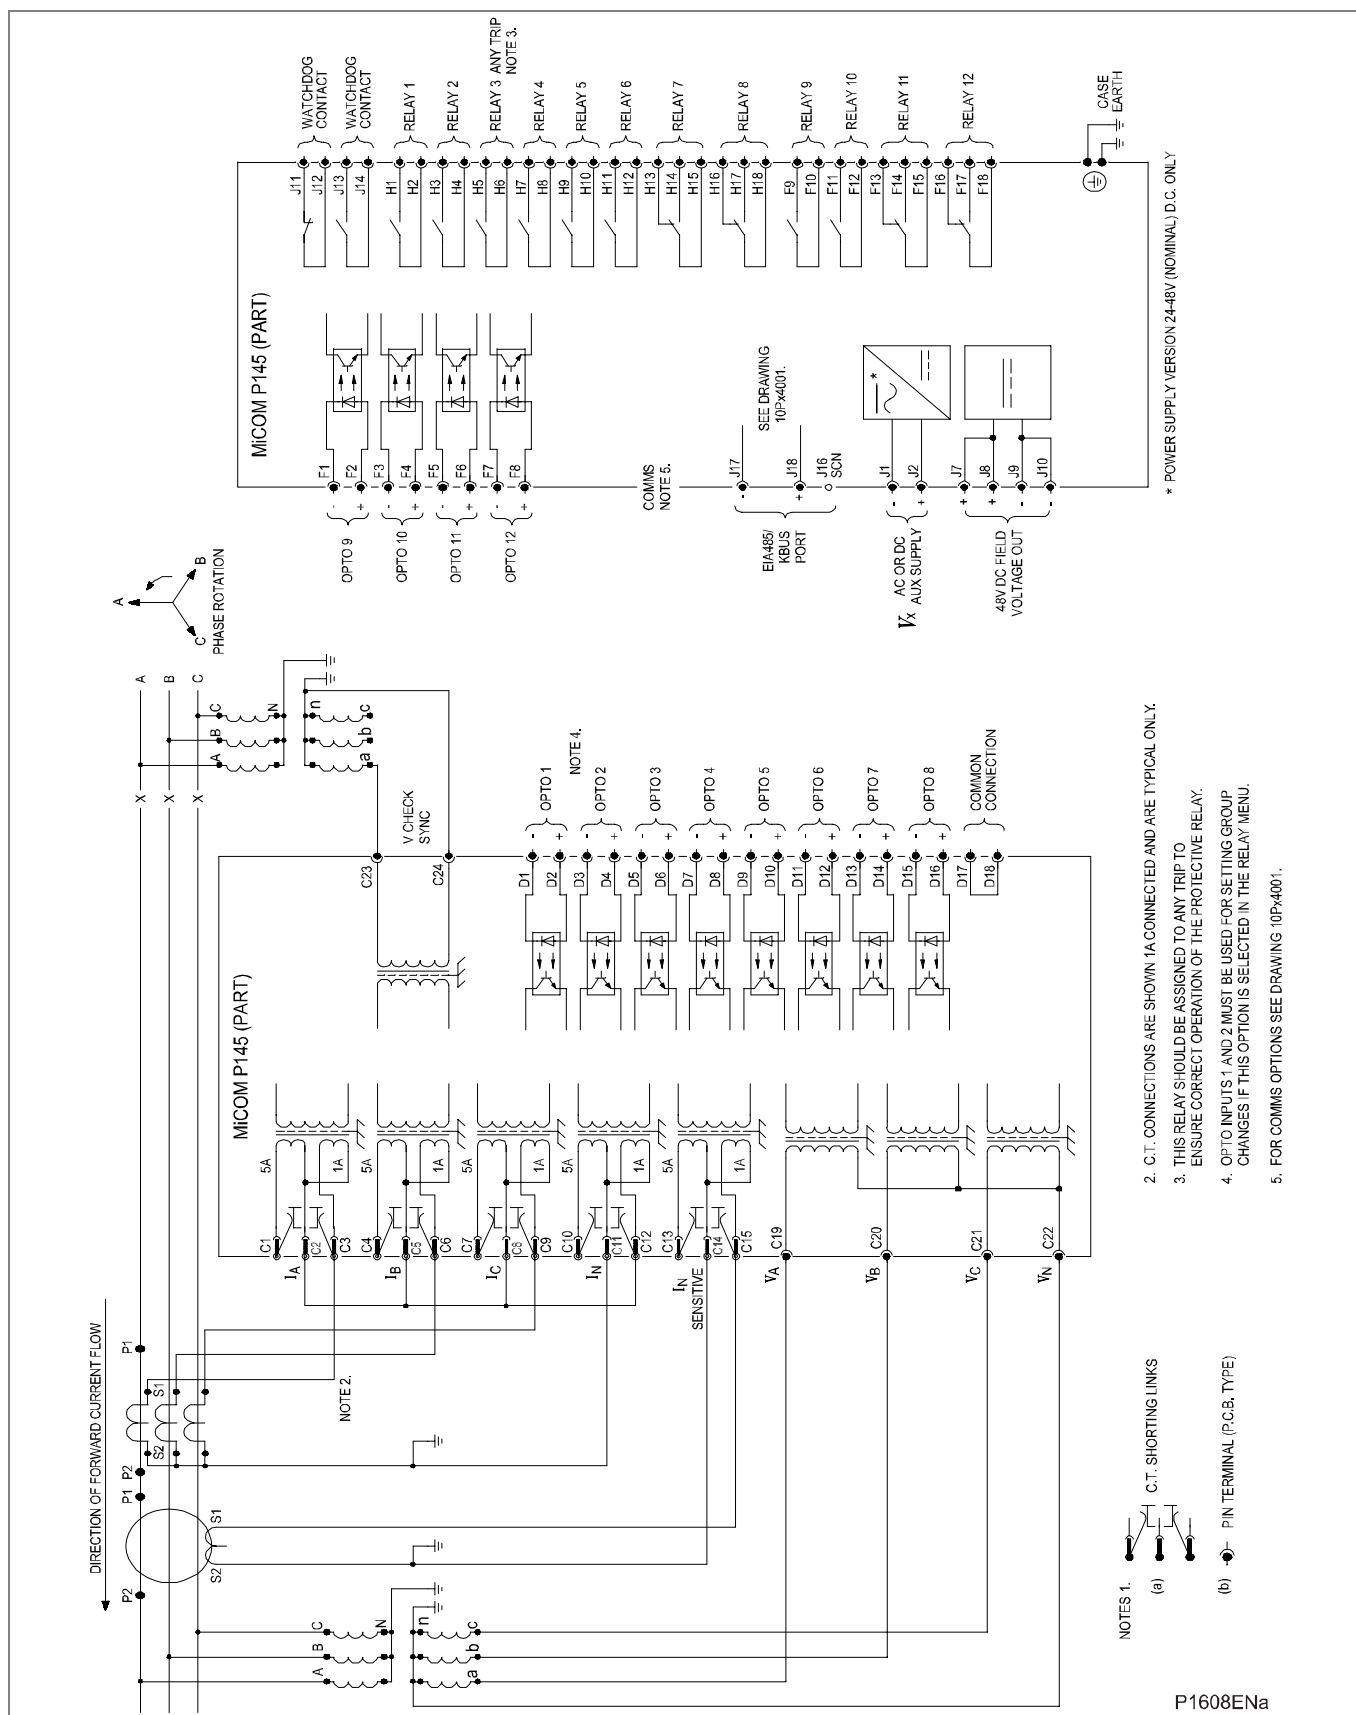 WATCHDOG
CONTACT
WATCHDOG
CONTACT
RELAY 1
RELAY 2
RELAY 3 ANY TRIP
NOTE 3.
RELAY 4
RELAY 5
RELAY 6
RELAY 7
RELAY 8
RELAY 9
RELAY 10
RELAY 11
RELAY 12
CASE
EARTH
J11
J12
J13
J14
H1
H2
H3
H4
H5
H6
H7
H8
H9
H10
H11
H12
H13
H14
H15
H16
H17
H18
F9
F10
F11
F12
F13
F14
F15
F16
F17
F18
MiCOM P145 (PART)
F1
F2
F3
F4
F5
F6
F7
F8
- +
- +
- +
- +
OPTO 9
OPTO 10
OPTO 11
OPTO 12
COMMS
NOTE 5.
SEE DRAWING
10Px4001.
J17
J18
J16
SCN
- +
EIA485/
KBUS
PORT
*
J1
J2
- +
AC OR DC
AUX SUPPLY
Vx
J7
J8
J9
J10
+ + - -
48V DC FIELD
VOLTAGE OUT
* POWER SUPPLY VERSION 24-48V (NOMINAL) D.C. ONLY
A
B
C
PHASE ROTATION
A
B
C
C
B
A
N
n
c
b
a
X
X
X
V CHECK
SYNC
C23
C24
OPTO 1
NOTE 4.
OPTO 2
OPTO 3
OPTO 4
OPTO 5
OPTO 6
OPTO 7
OPTO 8
COMMON
CONNECTION
- +
- +
- +
- +
- +
- +
- +
- +
D1
D2
D3
D4
D5
D6
D7
D8
D9
D10
D11
D12
D13
D14
D15
D16
D17
D18
MiCOM P145 (PART)
5A
1A
5A
1A
5A
1A
5A
1A
5A
1A
C1
C2
C3
C4
C5
C6
C7
C8
C9
C10
C11
C12
C13
C14
C15
C19
C20
C21
C22
IA
IB
IC
IN
IN
SENSITIVE
VA
VB
VC
VN
DIRECTION OF FORWARD CURRENT FLOW
P1
S1
S2
P2
NOTE 2.
P1
S1
S2
P2
C
B
A
N
n
c
b
a
NOTES 1.
(a)
C.T. SHORTING LINKS
(b)
PIN TERMINAL (P.C.B. TYPE)
2. C.T. CONNECTIONS ARE SHOWN 1A CONNECTED AND ARE TYPICAL ONLY.
3. THIS RELAY SHOULD BE ASSIGNED TO ANY TRIP TO
ENSURE CORRECT OPERATION OF THE PROTECTIVE RELAY.
4. OPTO INPUTS 1 AND 2 MUST BE USED FOR SETTING GROUP
CHANGES IF THIS OPTION IS SELECTED IN THE RELAY MENU.
5. FOR COMMS OPTIONS SEE DRAWING 10Px4001.
P1608ENa